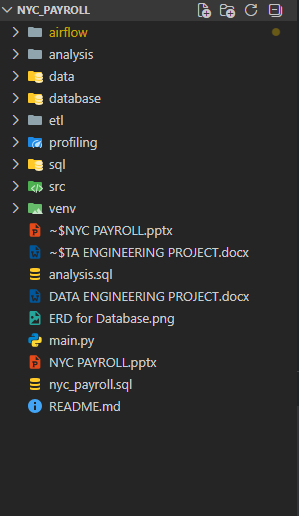 NYC_PAYROLL
airflow
analysis
data
database
etl
profiling
sql
src
venv
~$NYC PAYROLL.pptx
~$TA ENGINEERING PROJECT.docx
analysis.sql
DATA ENGINEERING PROJECT.docx
ERD for Database.png
main.py
NYC PAYROLL.pptx
nyc_payroll.sql
README.md